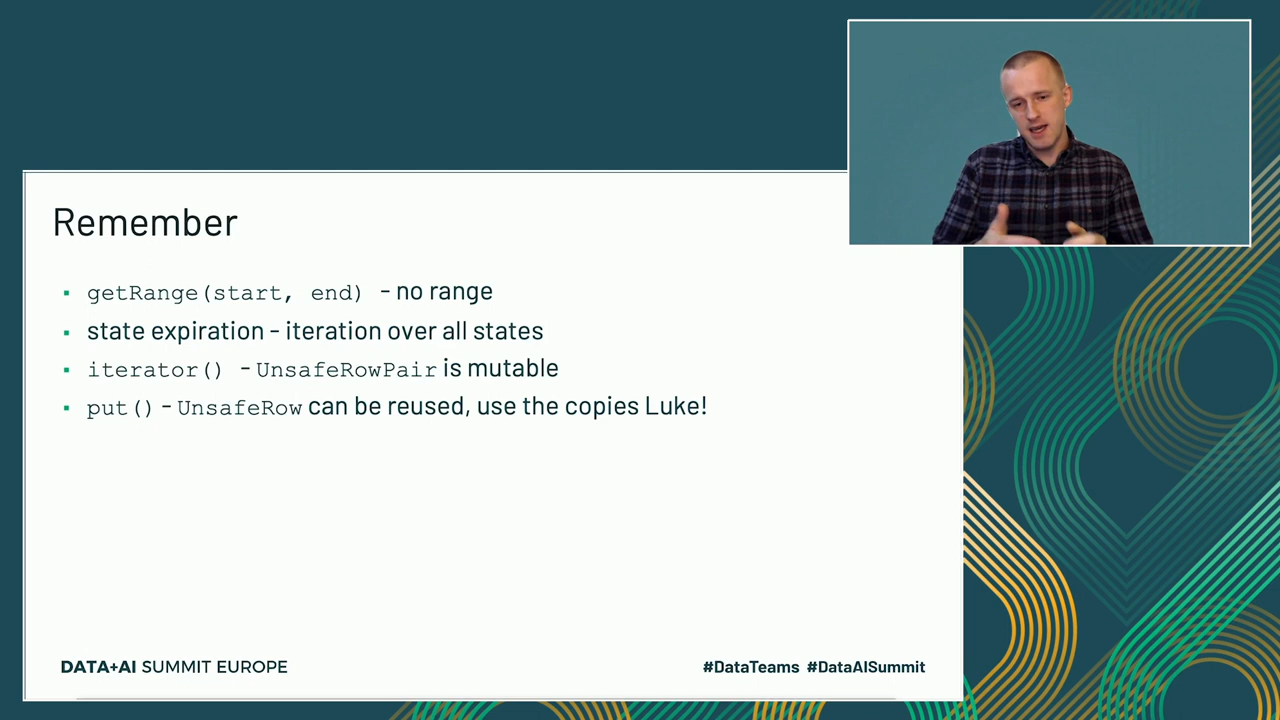 Remember
getRange(start, end) - no range
state expiration - iteration over all states
iterator() - UnsafeRowPair is mutable
put() - UnsafeRow can be reused, use the copies Luke!
DATA+AI SUMMIT EUROPE
#DataTeams #DataAISummit